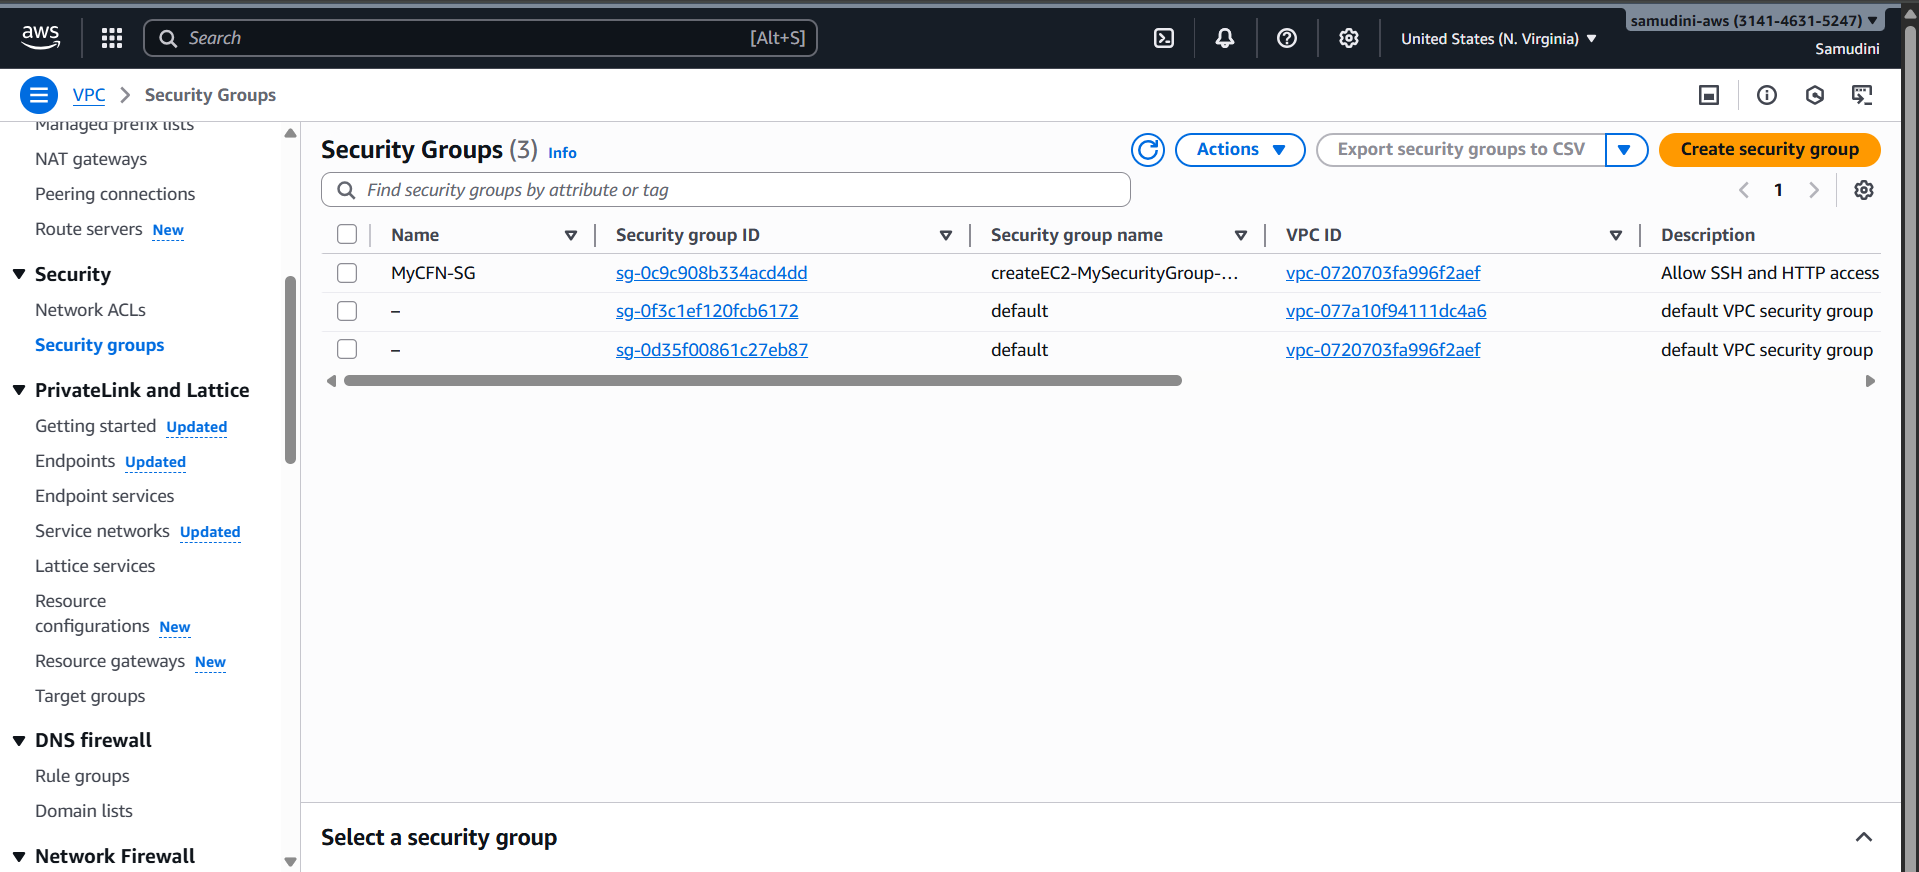 aws
Search [Alt+S]
United States (N. Virginia)
samudini-aws (3141-4631-5247)
Samudini
VPC
Security Groups
Managed prefix lists
NAT gateways
Peering connections
Route servers New
Security
Network ACLs
Security groups
PrivateLink and Lattice
Getting started Updated
Endpoints Updated
Endpoint services
Service networks Updated
Lattice services
Resource
configurations New
Resource gateways New
Target groups
DNS firewall
Rule groups
Domain lists
Network Firewall
Security Groups (3) Info
Actions
Export security groups to CSV
Create security group
Find security groups by attribute or tag
1
Name Security group ID Security group name VPC ID Description
MyCFN-SG sg-0c9c908b334acd4dd createEC2-MySecurityGroup-... vpc-0720703fa996f2aef Allow SSH and HTTP access
– sg-0f3c1ef120fcb6172 default vpc-077a10f94111dc4a6 default VPC security group
– sg-0d35f00861c27eb87 default vpc-0720703fa996f2aef default VPC security group
Select a security group